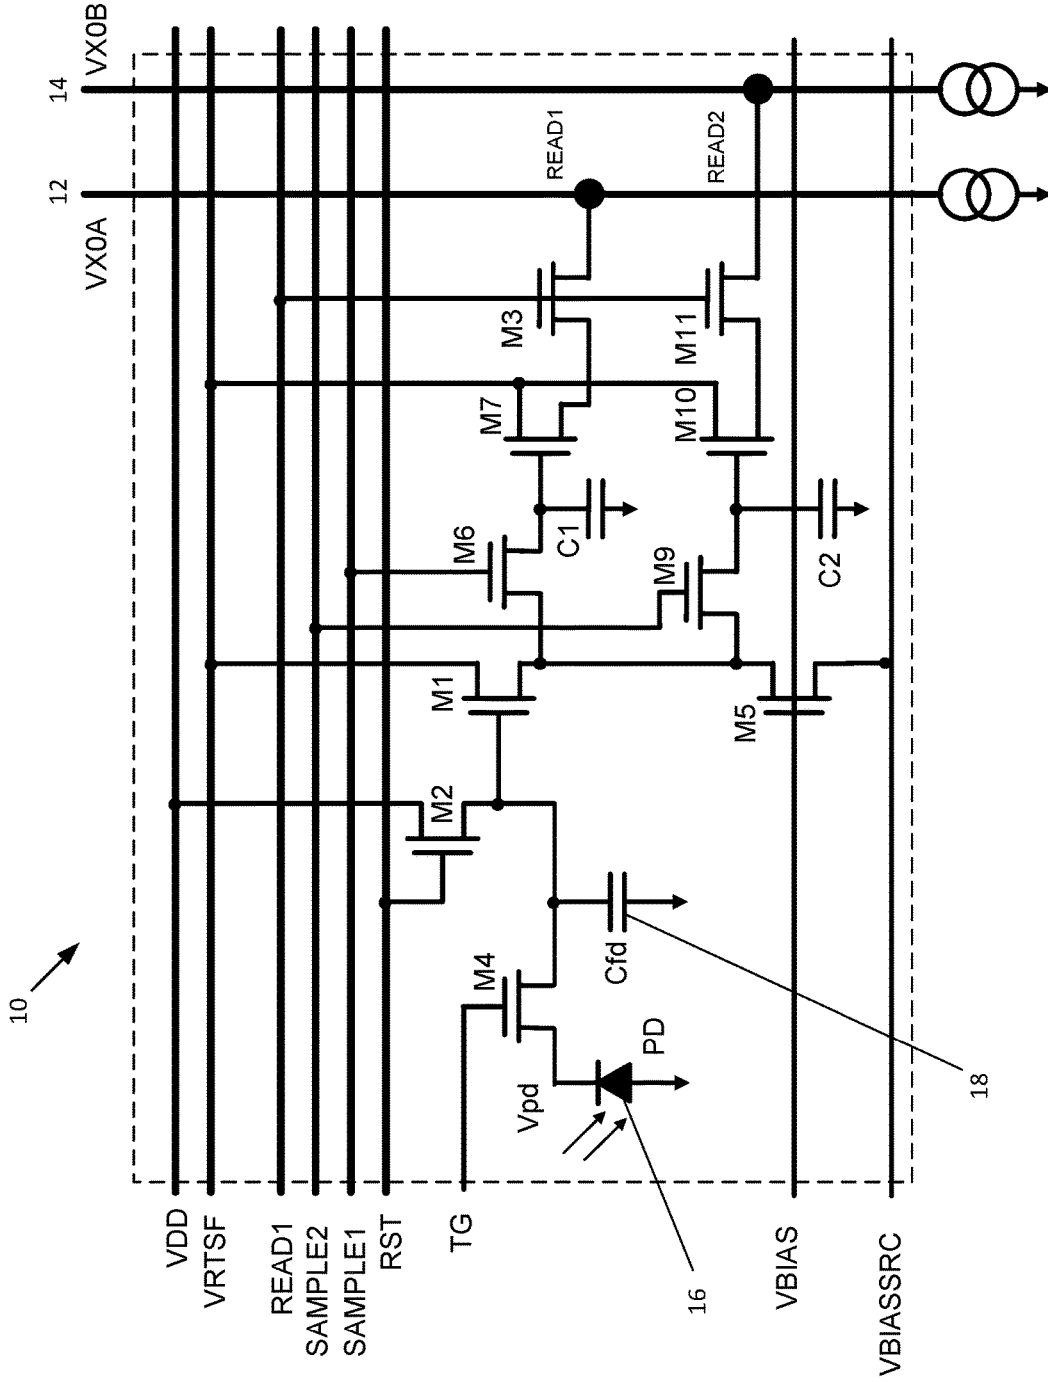 10
VDD
VRTSF
READ1
SAMPLE2
SAMPLE1
RST
TG
VBIAS
VBIASSRC
16
18
Vpd
PD
M4
Cfd
M2
M1
M5
M6
M9
C1
C2
M7
M10
M3
M11
READ1
READ2
VX0A
12
14
VX0B